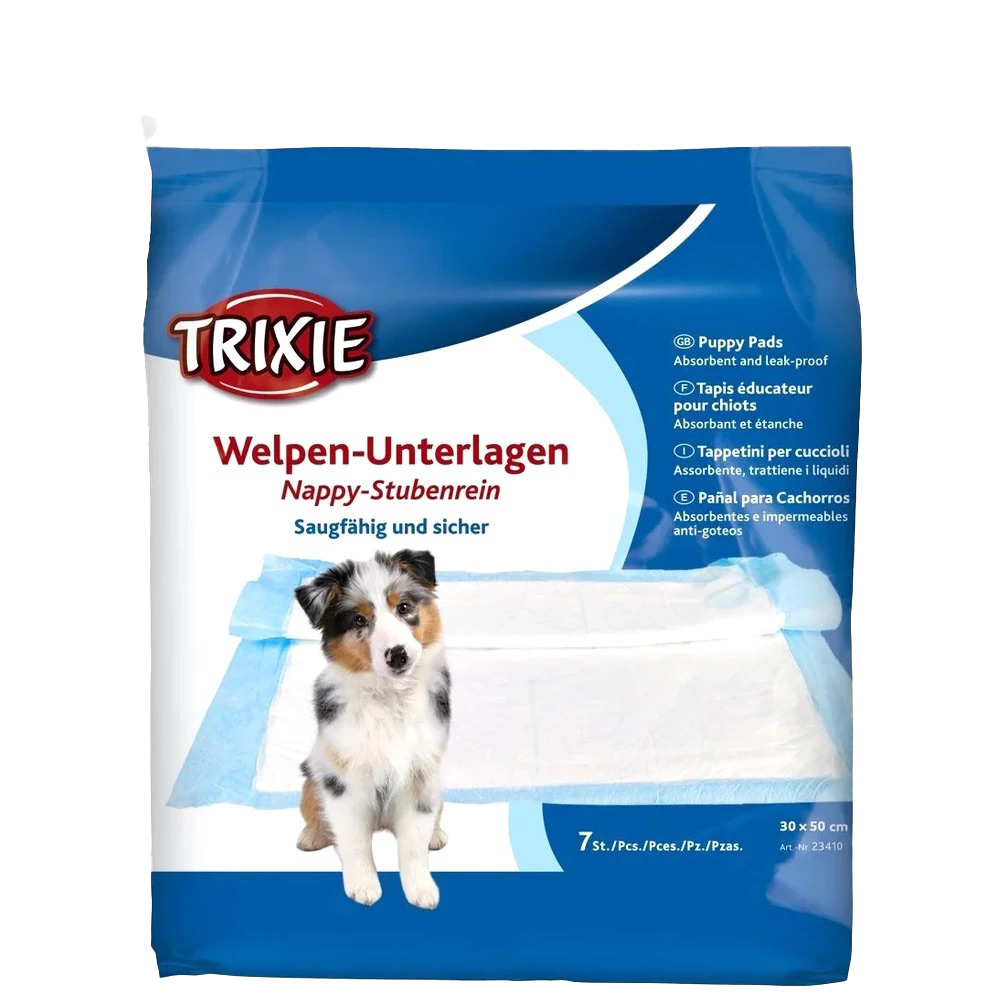 TRIXIE
Welpen-Unterlagen
Nappy-Stubenrein
Saugfähig und sicher
GB Puppy Pads
Absorbent and leak-proof
F Tapis éducateur
pour chiots
Absorbant et étanche
I Tappetini per cuccioli
Assorbente, trattiene i liquidi
E Pañal para Cachorros
Absorbentes e impermeables
anti-goteos
7 St./Pcs./Pces./Pz./Pzas.
30 x 50 cm
Art.-Nr. 23410